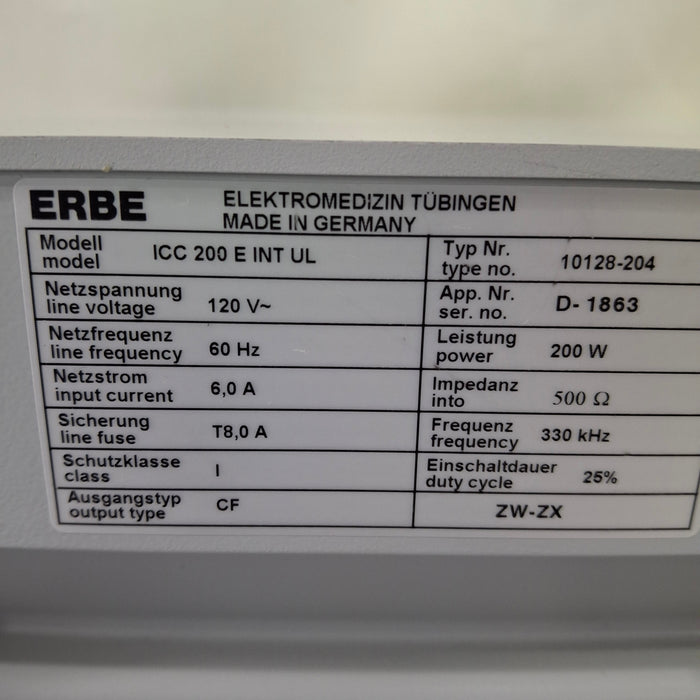 ERBE ELEKTROMEDIZIN TÜBINGEN
MADE IN GERMANY
Modell
model ICC 200 E INT UL
Typ Nr.
type no. 10128-204
Netzspannung
line voltage 120 V~
App. Nr.
ser. no. D- 1863
Netzfrequenz
line frequency 60 Hz
Leistung
power 200 W
Netzstrom
input current 6,0 A
Impedanz
into 500 Ω
Sicherung
line fuse T8,0 A
Frequenz
frequency 330 kHz
Schutzklasse
class I
Einschaltdauer
duty cycle 25%
Ausgangstyp
output type CF
ZW-ZX